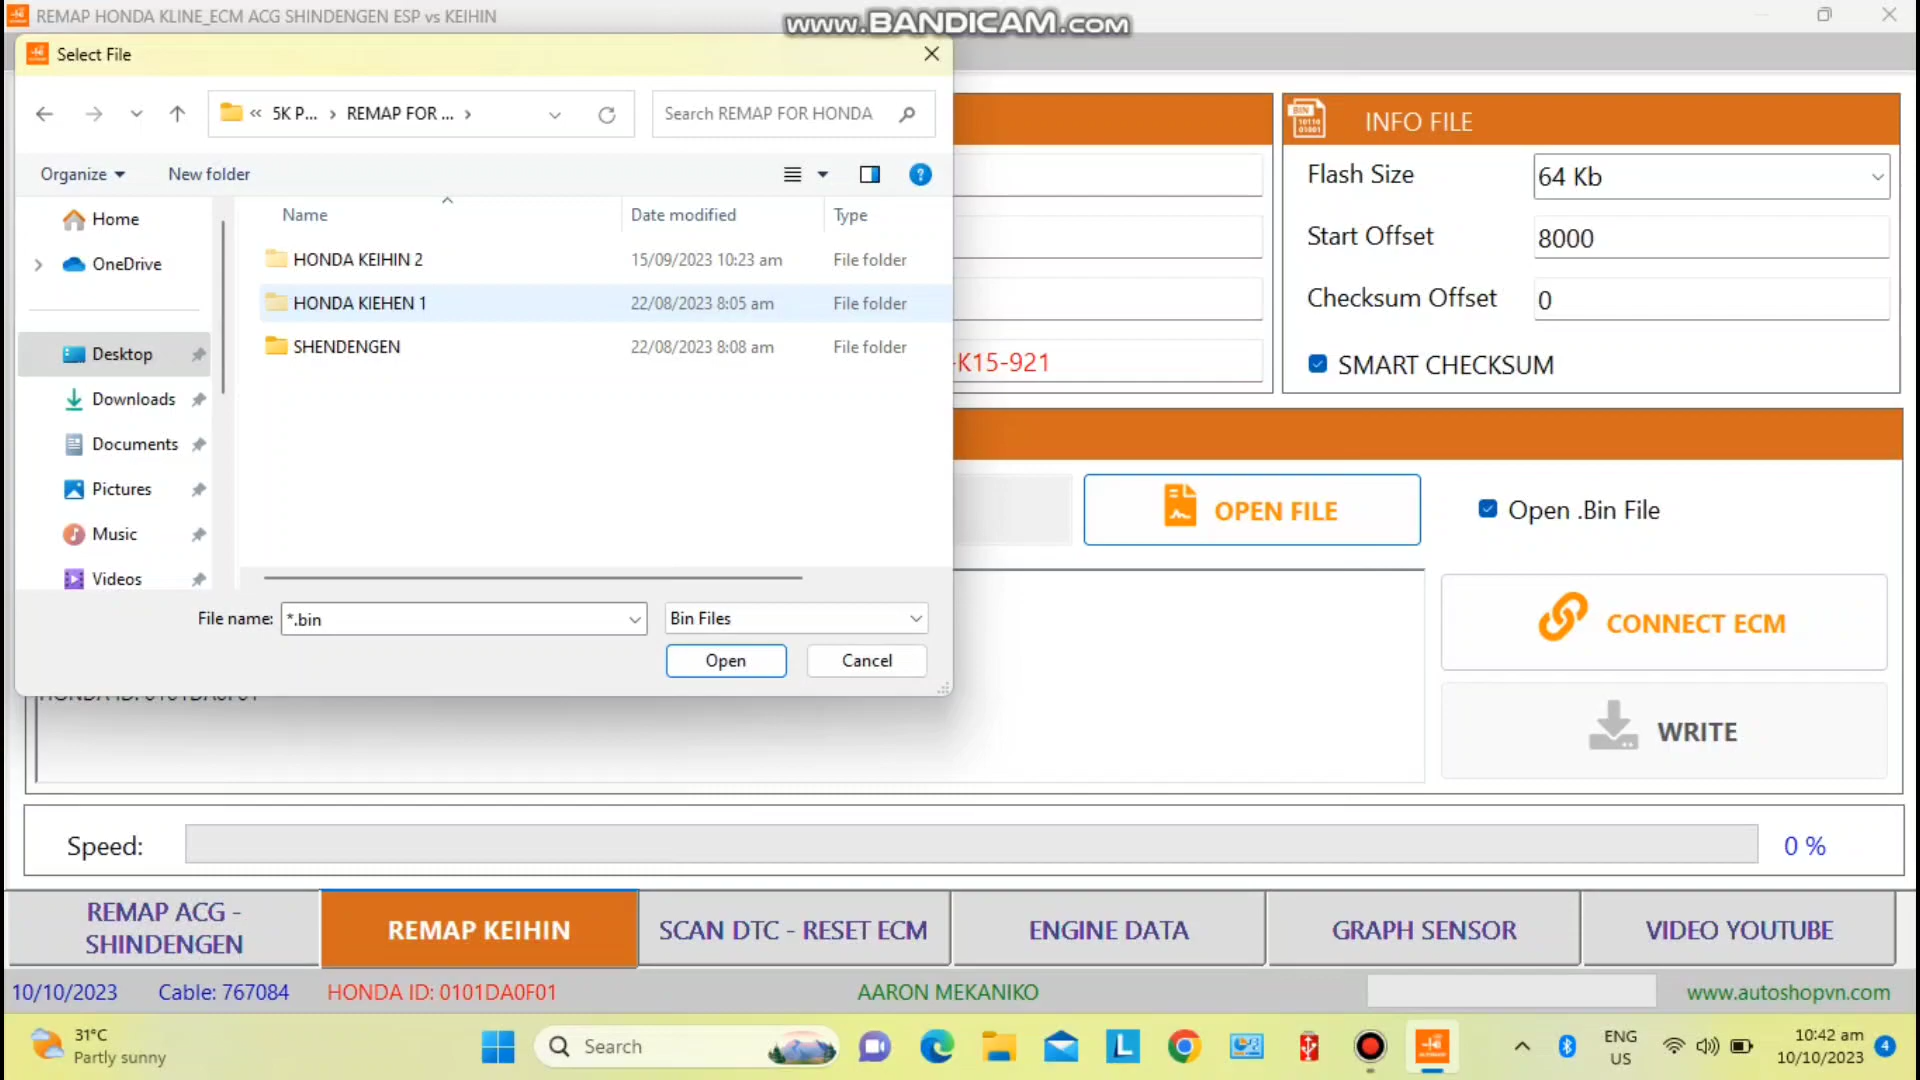 REMAP HONDA KLINE_ECM ACG SHINDENGEN ESP vs KEIHIN
www.BANDICAM.com
Select File
« 5K P... › REMAP FOR ... ›
Search REMAP FOR HONDA
Organize
New folder
Home
OneDrive
Desktop
Downloads
Documents
Pictures
Music
Videos
Name
Date modified
Type
HONDA KEIHIN 2
15/09/2023 10:23 am
File folder
HONDA KIEHEN 1
22/08/2023 8:05 am
File folder
SHENDENGEN
22/08/2023 8:08 am
File folder
File name:
*.bin
Bin Files
Open
Cancel
-K15-921
BIN
10110
01001
INFO FILE
Flash Size
64 Kb
Start Offset
8000
Checksum Offset
0
SMART CHECKSUM
OPEN FILE
Open .Bin File
CONNECT ECM
WRITE
HONDA ID: 0101DA0F01
Speed:
0 %
REMAP ACG -
SHINDENGEN
REMAP KEIHIN
SCAN DTC - RESET ECM
ENGINE DATA
GRAPH SENSOR
VIDEO YOUTUBE
10/10/2023
Cable: 767084
HONDA ID: 0101DA0F01
AARON MEKANIKO
www.autoshopvn.com
31°C
Partly sunny
Search
L
ENG
US
10:42 am
10/10/2023
4